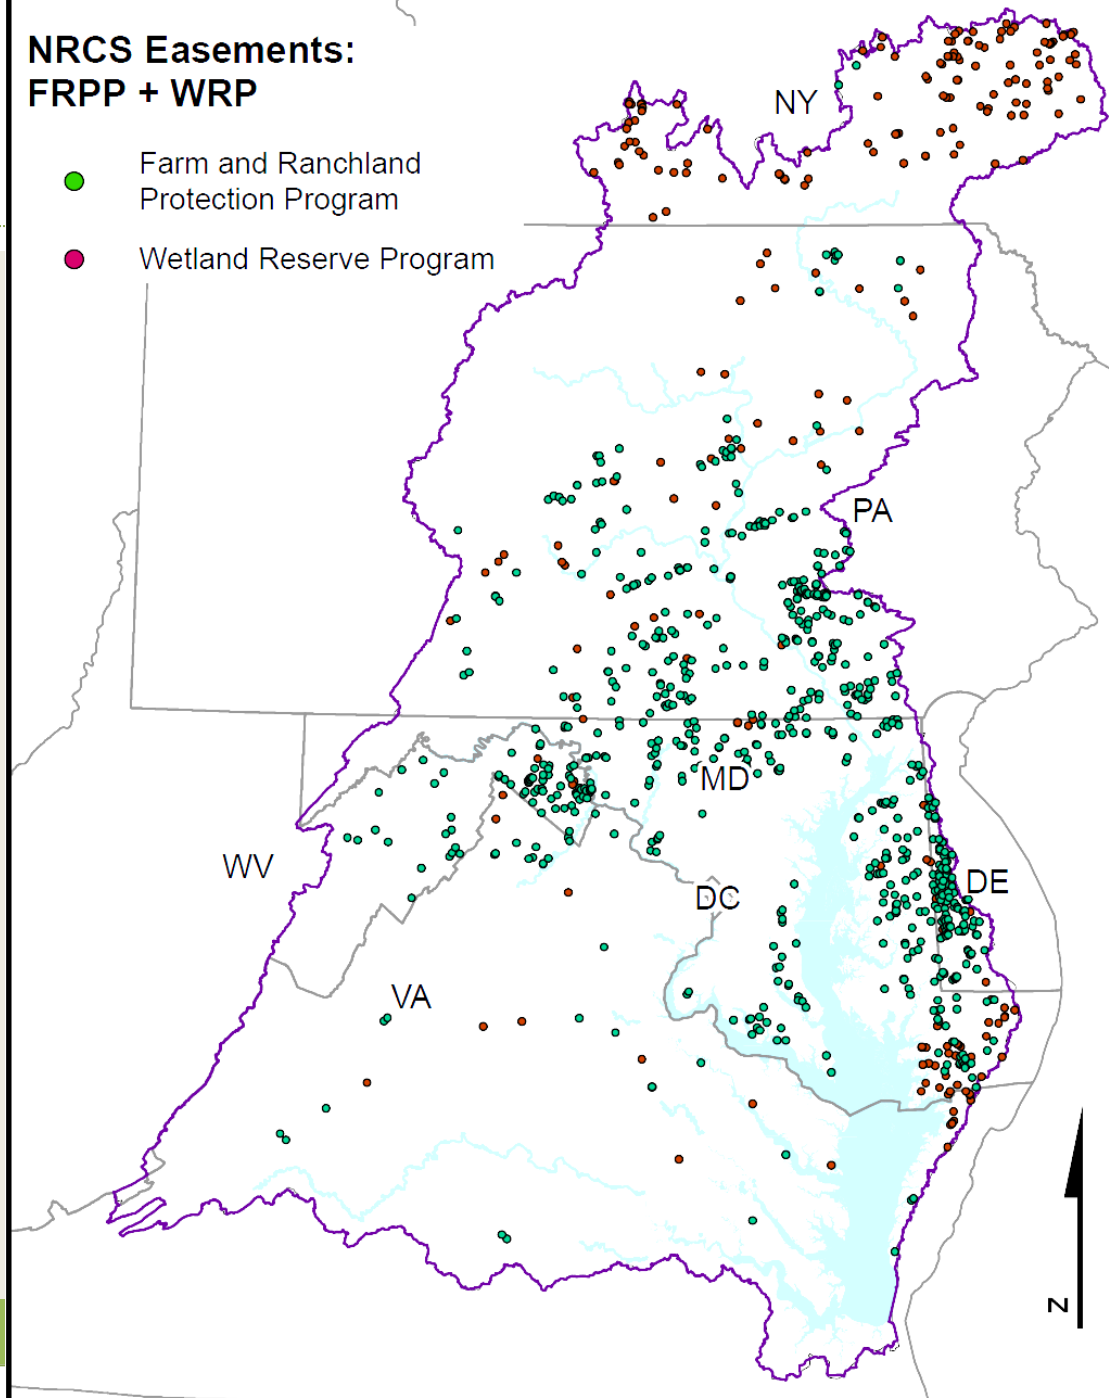 NRCS Easements:
FRPP + WRP
Farm and Ranchland
Protection Program
Wetland Reserve Program
NY
PA
MD
WV
DC
DE
VA
N